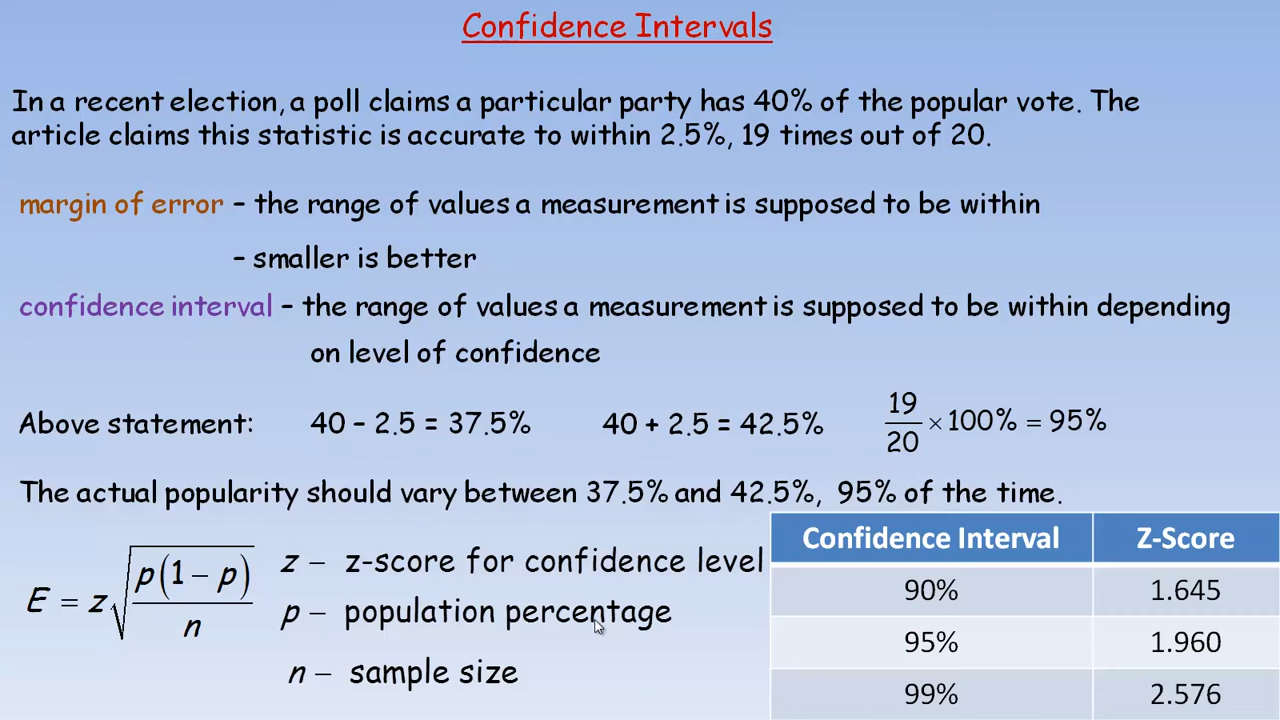 Confidence Intervals
In a recent election, a poll claims a particular party has 40% of the popular vote. The
article claims this statistic is accurate to within 2.5%, 19 times out of 20.
margin of error – the range of values a measurement is supposed to be within
– smaller is better
confidence interval – the range of values a measurement is supposed to be within depending
on level of confidence
Above statement: 40 – 2.5 = 37.5% 40 + 2.5 = 42.5% 19/20 × 100% = 95%
The actual popularity should vary between 37.5% and 42.5%, 95% of the time.
E = z√(p(1 – p)/n)
z – z-score for confidence level
p – population percentage
n – sample size
Confidence Interval Z-Score
90% 1.645
95% 1.960
99% 2.576